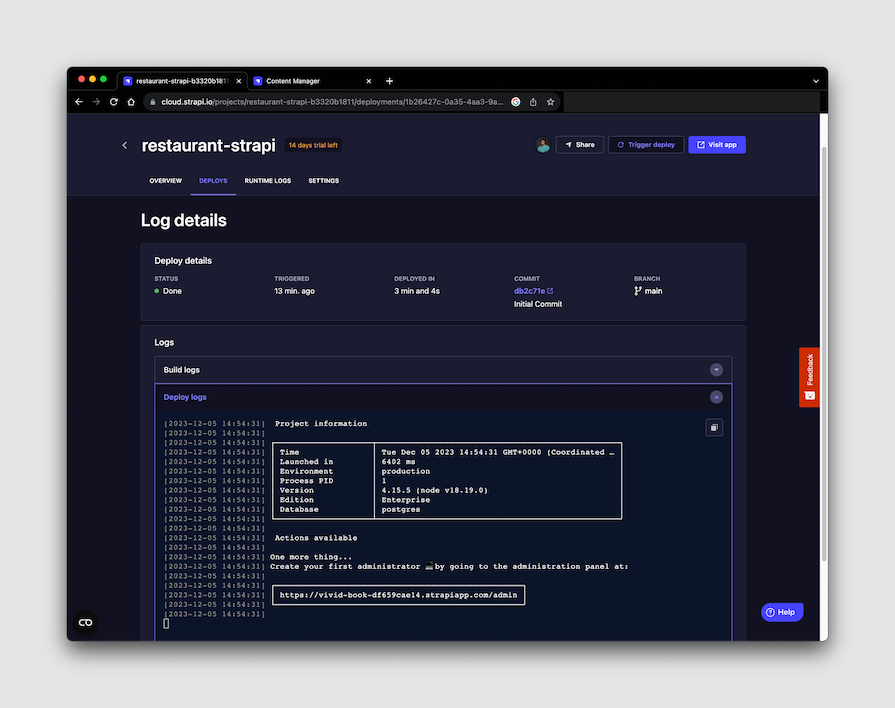 restaurant-strapi-b3320b1811
Content Manager
cloud.strapi.io/projects/restaurant-strapi-b3320b1811/deployments/1b26427c-0a35-4aa3-9a...
restaurant-strapi
14 days trial left
Share
Trigger deploy
Visit app
OVERVIEW
DEPLOYS
RUNTIME LOGS
SETTINGS
Log details
Deploy details
STATUS
TRIGGERED
DEPLOYED IN
COMMIT
BRANCH
Done
13 min. ago
3 min and 4s
db2c71e
main
Initial Commit
Logs
Build logs
Deploy logs
[2023-12-05 14:54:31] Project information
[2023-12-05 14:54:31]
[2023-12-05 14:54:31]
[2023-12-05 14:54:31] Time Tue Dec 05 2023 14:54:31 GMT+0000 (Coordinated …
[2023-12-05 14:54:31] Launched in 6402 ms
[2023-12-05 14:54:31] Environment production
[2023-12-05 14:54:31] Process PID 1
[2023-12-05 14:54:31] Version 4.15.5 (node v18.19.0)
[2023-12-05 14:54:31] Edition Enterprise
[2023-12-05 14:54:31] Database postgres
[2023-12-05 14:54:31]
[2023-12-05 14:54:31]
[2023-12-05 14:54:31] Actions available
[2023-12-05 14:54:31]
[2023-12-05 14:54:31] One more thing...
[2023-12-05 14:54:31] Create your first administrator 💻by going to the administration panel at:
[2023-12-05 14:54:31]
[2023-12-05 14:54:31]
[2023-12-05 14:54:31] https://vivid-book-df659cae14.strapiapp.com/admin
[2023-12-05 14:54:31]
[2023-12-05 14:54:31]
Feedback
Help